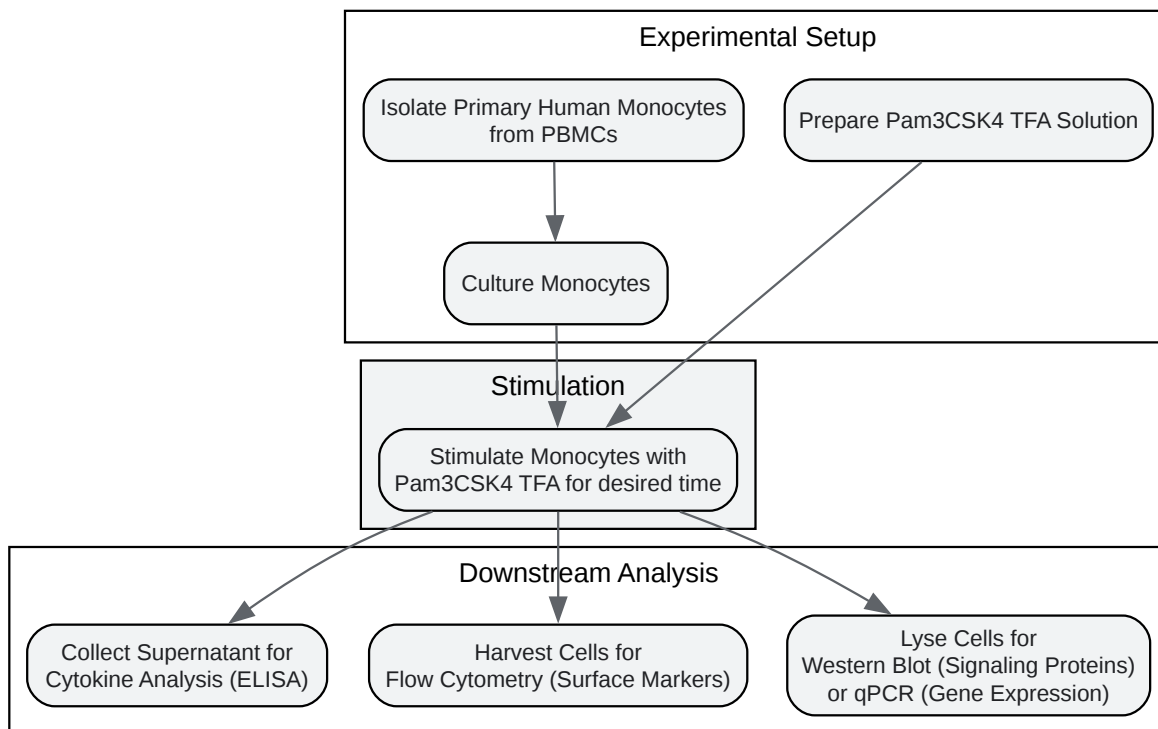 Experimental Setup
Isolate Primary Human Monocytes
from PBMCs
Prepare Pam3CSK4 TFA Solution
Culture Monocytes
Stimulation
Stimulate Monocytes with
Pam3CSK4 TFA for desired time
Downstream Analysis
Collect Supernatant for
Cytokine Analysis (ELISA)
Harvest Cells for
Flow Cytometry (Surface Markers)
Lyse Cells for
Western Blot (Signaling Proteins)
or qPCR (Gene Expression)